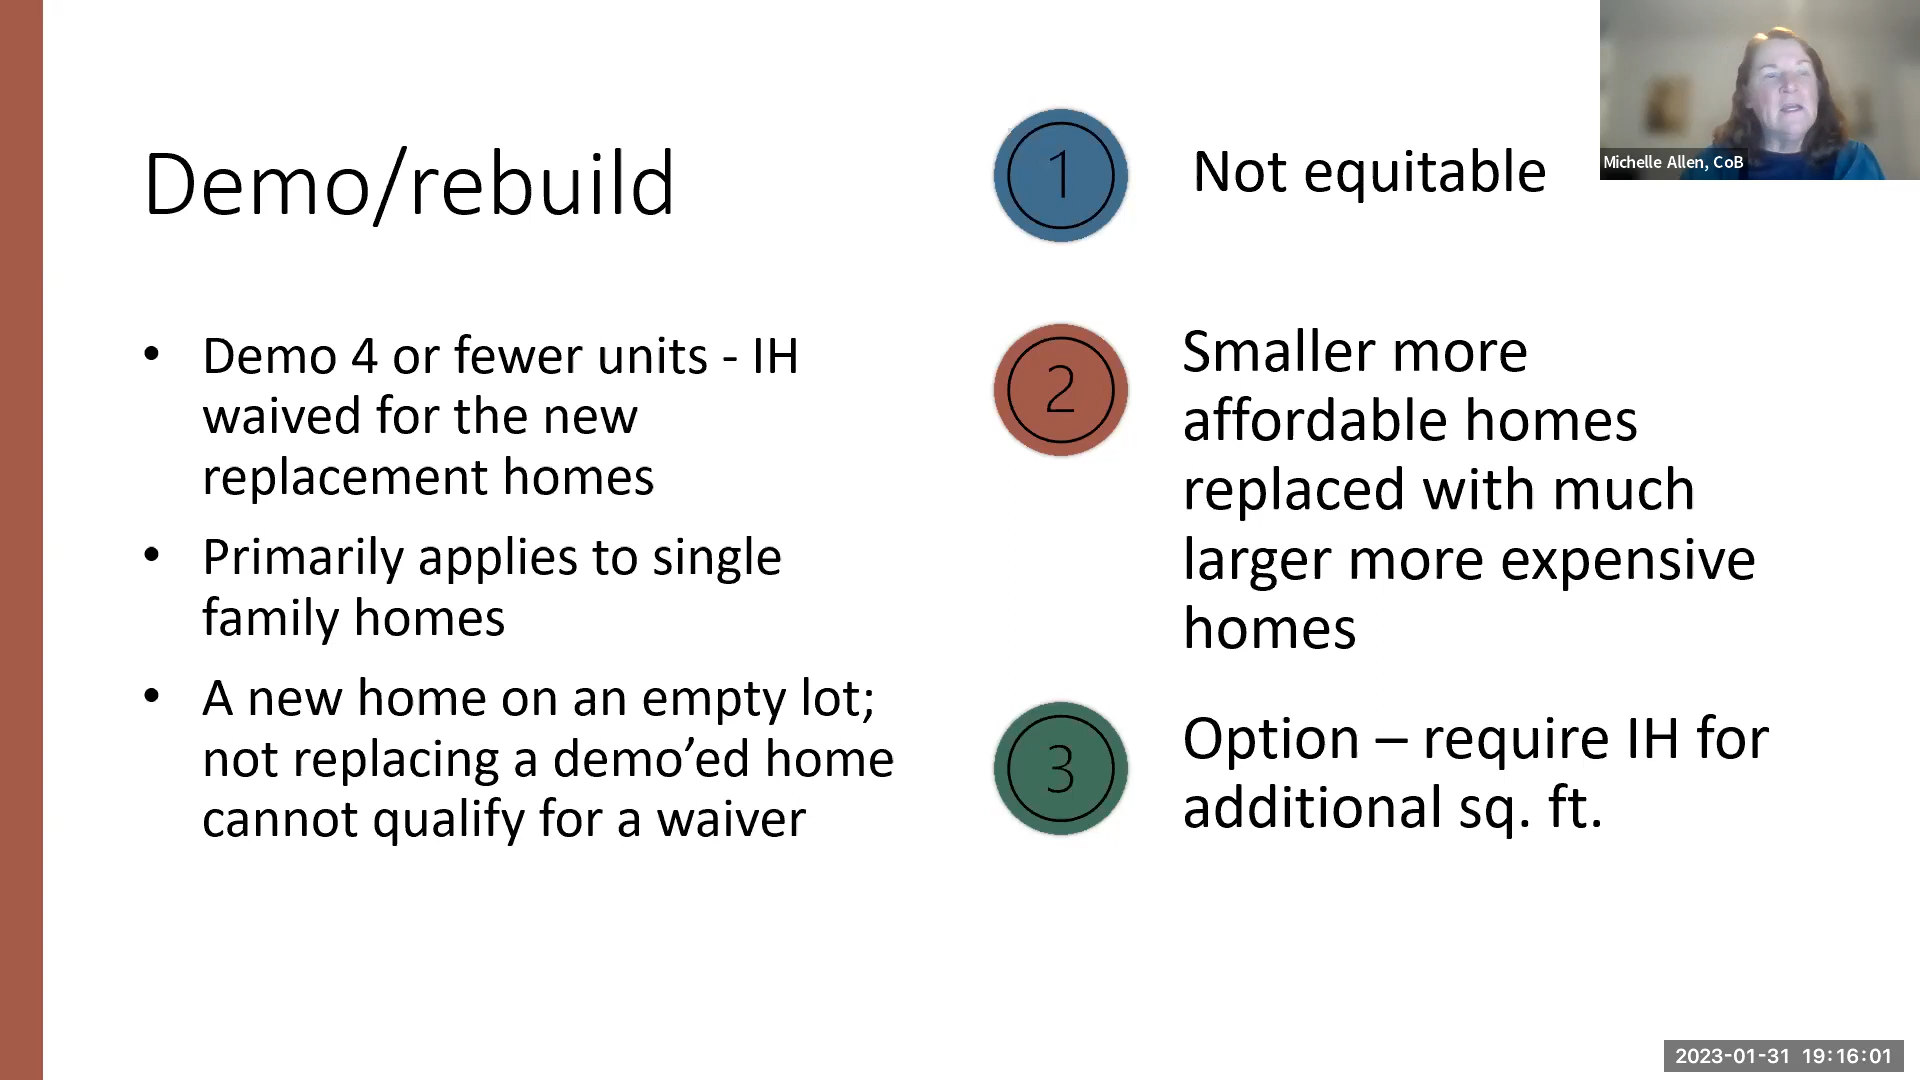 Demo/rebuild
• Demo 4 or fewer units - IH
waived for the new
replacement homes
• Primarily applies to single
family homes
• A new home on an empty lot;
not replacing a demo’ed home
cannot qualify for a waiver
1 Not equitable
2 Smaller more
affordable homes
replaced with much
larger more expensive
homes
3 Option – require IH for
additional sq. ft.
Michelle Allen, CoB
2023-01-31 19:16:01